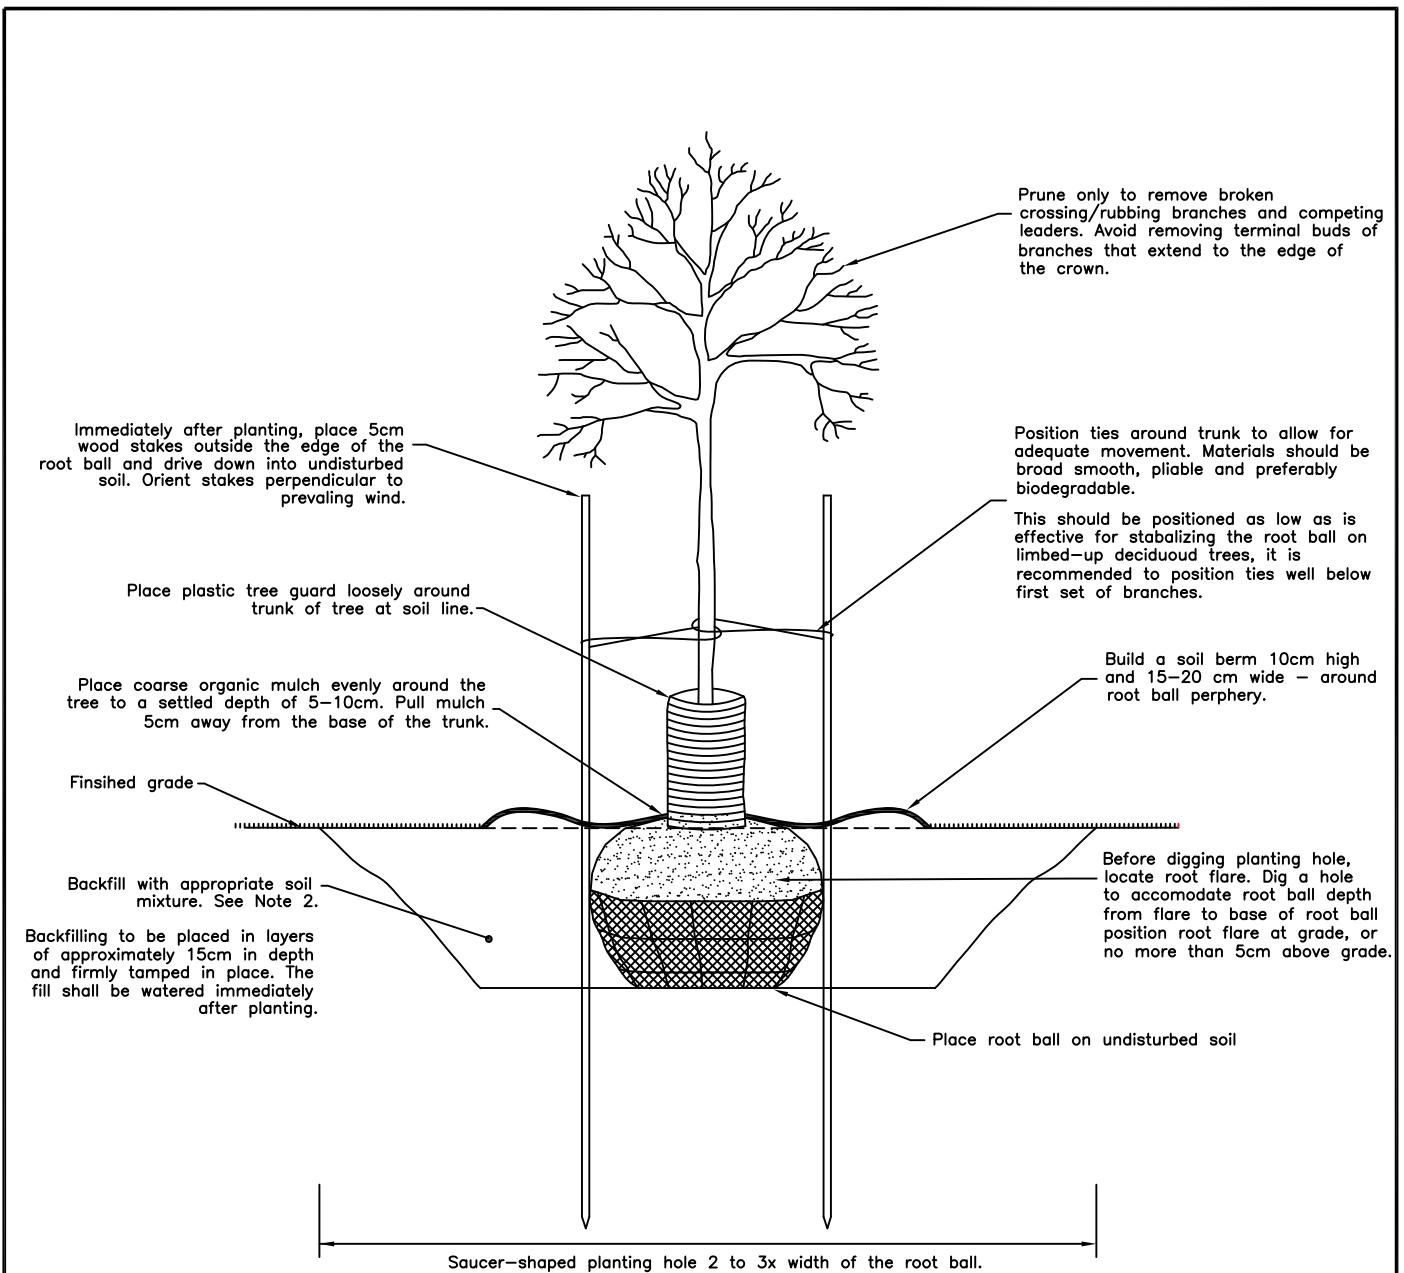 Prune only to remove broken
crossing/rubbing branches and competing
leaders. Avoid removing terminal buds of
branches that extend to the edge of
the crown.
Immediately after planting, place 5cm
wood stakes outside the edge of the
root ball and drive down into undisturbed
soil. Orient stakes perpendicular to
prevaling wind.
Position ties around trunk to allow for
adequate movement. Materials should be
broad smooth, pliable and preferably
biodegradable.
This should be positioned as low as is
effective for stabalizing the root ball on
limbed-up deciduoud trees, it is
recommended to position ties well below
first set of branches.
Place plastic tree guard loosely around
trunk of tree at soil line.
Place coarse organic mulch evenly around the
tree to a settled depth of 5-10cm. Pull mulch
5cm away from the base of the trunk.
Build a soil berm 10cm high
and 15-20 cm wide - around
root ball perphery.
Finsihed grade
Backfill with appropriate soil
mixture. See Note 2.
Backfilling to be placed in layers
of approximately 15cm in depth
and firmly tamped in place. The
fill shall be watered immediately
after planting.
Before digging planting hole,
locate root flare. Dig a hole
to accomodate root ball depth
from flare to base of root ball
position root flare at grade, or
no more than 5cm above grade.
Place root ball on undisturbed soil
Saucer-shaped planting hole 2 to 3x width of the root ball.